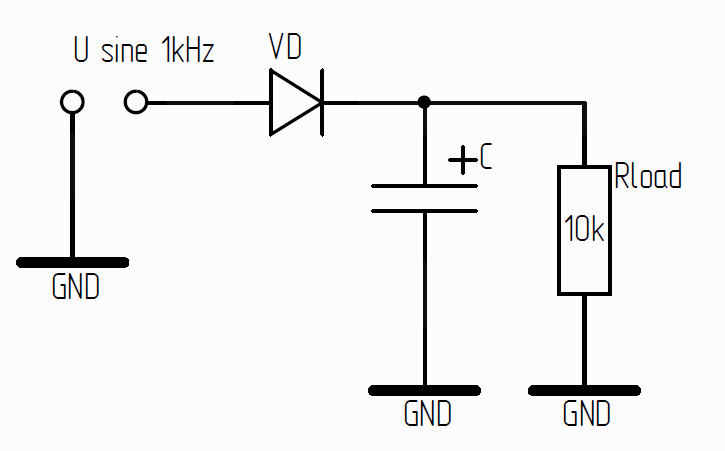 U sine 1kHz
VD
+C
Rload
10k
GND
GND
GND